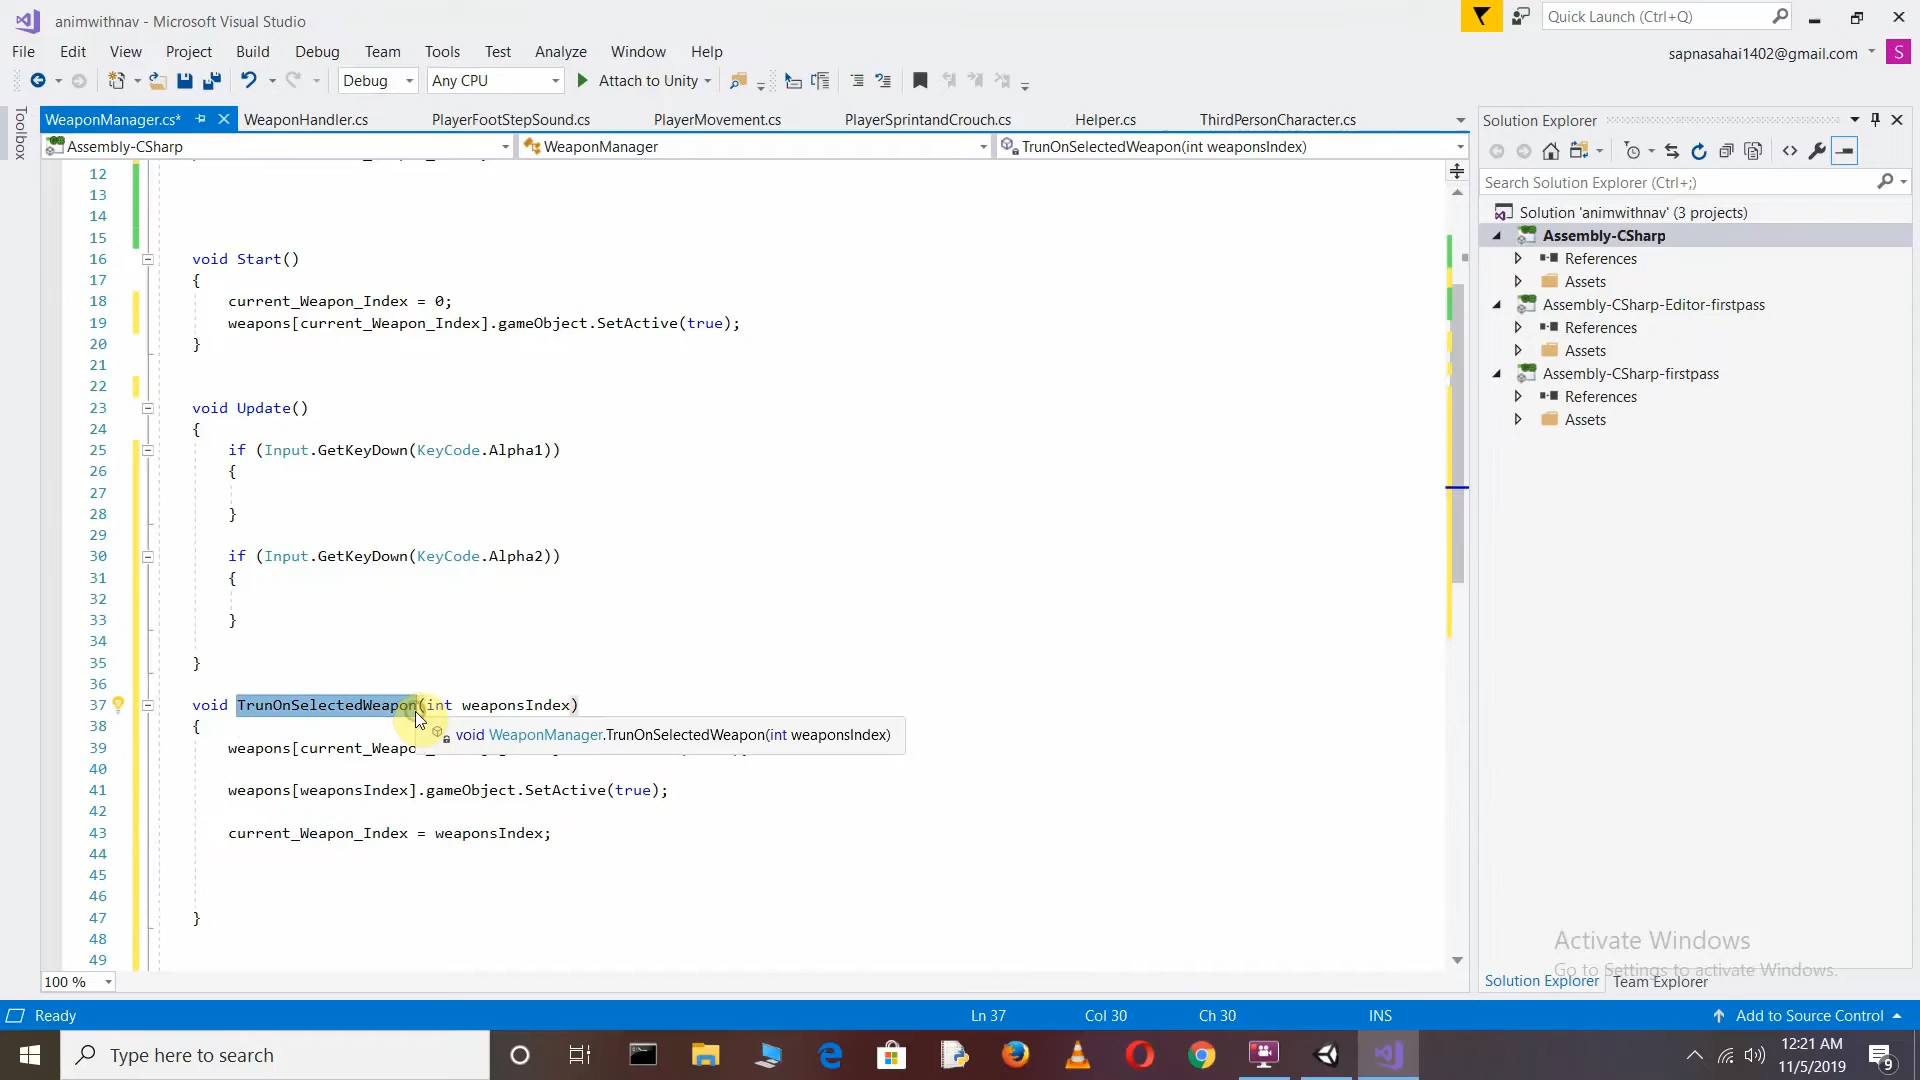 animwithnav - Microsoft Visual Studio
Quick Launch (Ctrl+Q)
File Edit View Project Build Debug Team Tools Test Analyze Window Help
sapnasahai1402@gmail.com S
Debug Any CPU Attach to Unity
Toolbox
WeaponManager.cs* WeaponHandler.cs PlayerFootStepSound.cs PlayerMovement.cs PlayerSprintandCrouch.cs Helper.cs ThirdPersonCharacter.cs
Assembly-CSharp WeaponManager TrunOnSelectedWeapon(int weaponsIndex)
12
13
14
15
16 void Start()
17 {
18 current_Weapon_Index = 0;
19 weapons[current_Weapon_Index].gameObject.SetActive(true);
20 }
21
22
23 void Update()
24 {
25 if (Input.GetKeyDown(KeyCode.Alpha1))
26 {
27
28 }
29
30 if (Input.GetKeyDown(KeyCode.Alpha2))
31 {
32
33 }
34
35 }
36
37 void TrunOnSelectedWeapon(int weaponsIndex)
38 {
void WeaponManager.TrunOnSelectedWeapon(int weaponsIndex)
39 weapons[current_Weapo
40
41 weapons[weaponsIndex].gameObject.SetActive(true);
42
43 current_Weapon_Index = weaponsIndex;
44
45
46
47 }
48
49
100 %
Solution Explorer
Search Solution Explorer (Ctrl+;)
Solution 'animwithnav' (3 projects)
Assembly-CSharp
References
Assets
Assembly-CSharp-Editor-firstpass
References
Assets
Assembly-CSharp-firstpass
References
Assets
Activate Windows
Go to Settings to activate Windows.
Solution Explorer Team Explorer
Ready Ln 37 Col 30 Ch 30 INS Add to Source Control
Type here to search
12:21 AM
11/5/2019
9